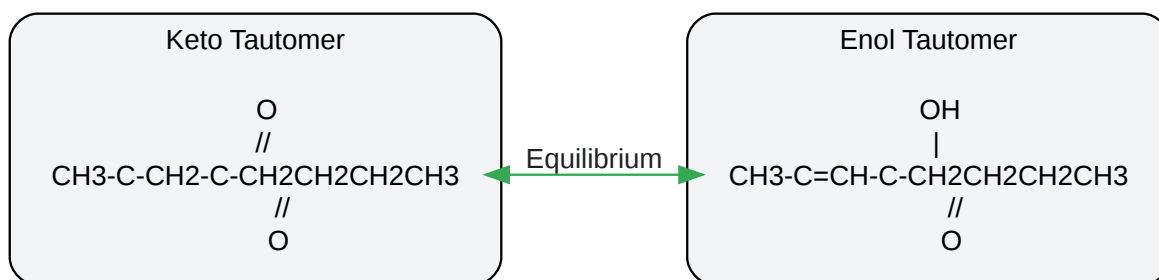 Keto Tautomer
O
//
CH3-C-CH2-C-CH2CH2CH2CH3
//
O
Equilibrium
Enol Tautomer
OH
|
CH3-C=CH-C-CH2CH2CH2CH3
//
O